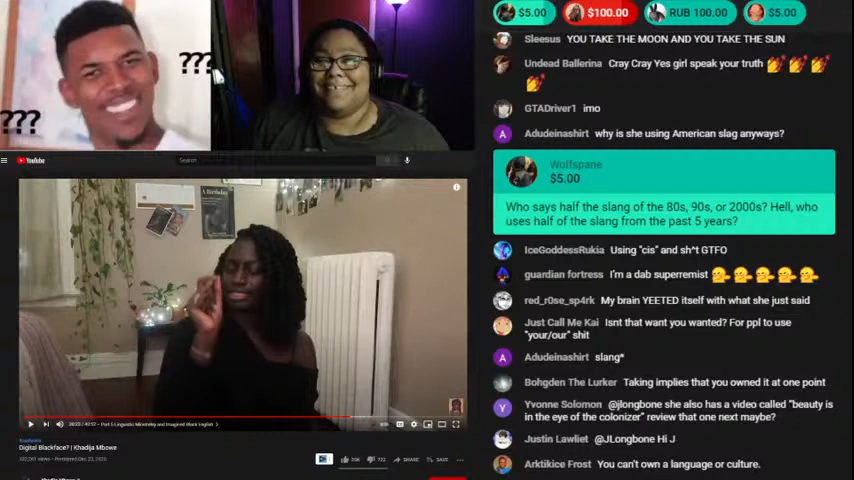 ???
???
YouTube
Search
Digital Blackface? | Khadija Mbowe
SHARE
SAVE
$5.00
$100.00
RUB 100.00
$5.00
Sleesus YOU TAKE THE MOON AND YOU TAKE THE SUN
Undead Ballerina Cray Cray Yes girl speak your truth 💅 💅 💅
💅
GTADriver1 imo
A Adudeinashirt why is she using American slag anyways?
Wolfspane
$5.00
Who says half the slang of the 80s, 90s, or 2000s? Hell, who
uses half of the slang from the past 5 years?
IceGoddessRukia Using "cis" and sh*t GTFO
guardian fortress I'm a dab superremist
red_r0se_sp4rk My brain YEETED itself with what she just said
Just Call Me Kai Isnt that want you wanted? For ppl to use
"your/our" shit
A Adudeinashirt slang*
Bohgden The Lurker Taking implies that you owned it at one point
Y Yvonne Solomon @jlongbone she also has a video called "beauty is
in the eye of the colonizer" review that one next maybe?
Justin Lawliet @JLongbone Hi J
Arktikice Frost You can't own a language or culture.